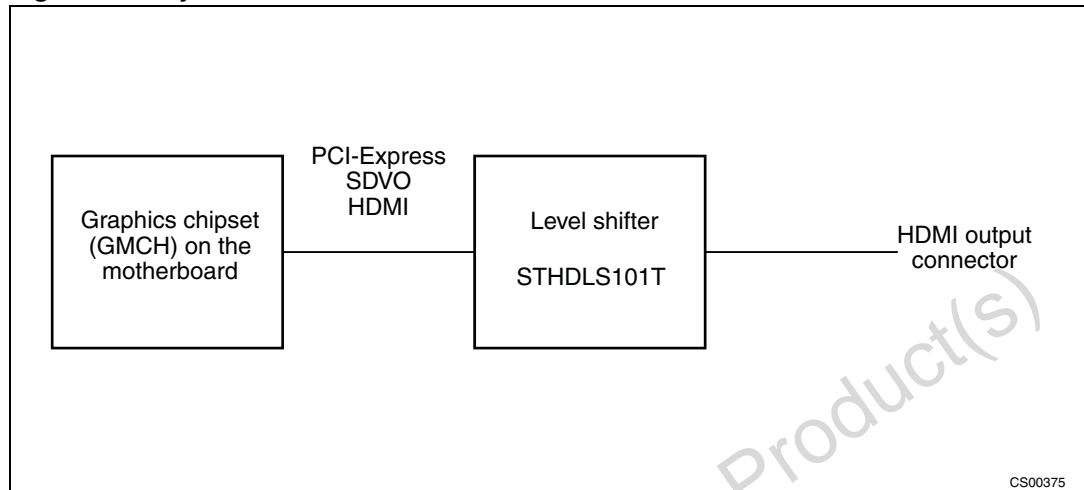 PCI-Express
SDVO
HDMI
Graphics chipset
(GMCH) on the
motherboard
Level shifter
STHDLS101T
HDMI output
connector
Product(s)
CS00375